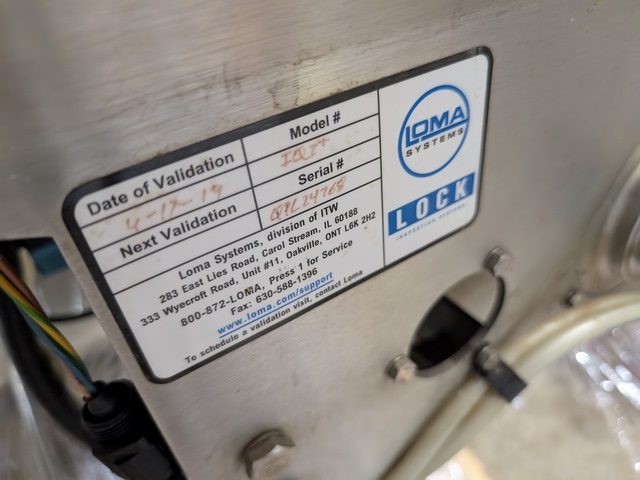 Date of Validation
4-17-19
Next Validation
Model #
IQ3+
Serial #
Loma Systems, division of ITW
283 East Lies Road, Carol Stream, IL 60188
333 Wyecroft Road, Unit #11, Oakville, ONT L6K 2H2
800-872-LOMA, Press 1 for Service
Fax: 630-588-1396
www.loma.com/support
To schedule a validation visit, contact Loma
LOMA
SYSTEMS
LOCK
INSPECTION SYSTEMS